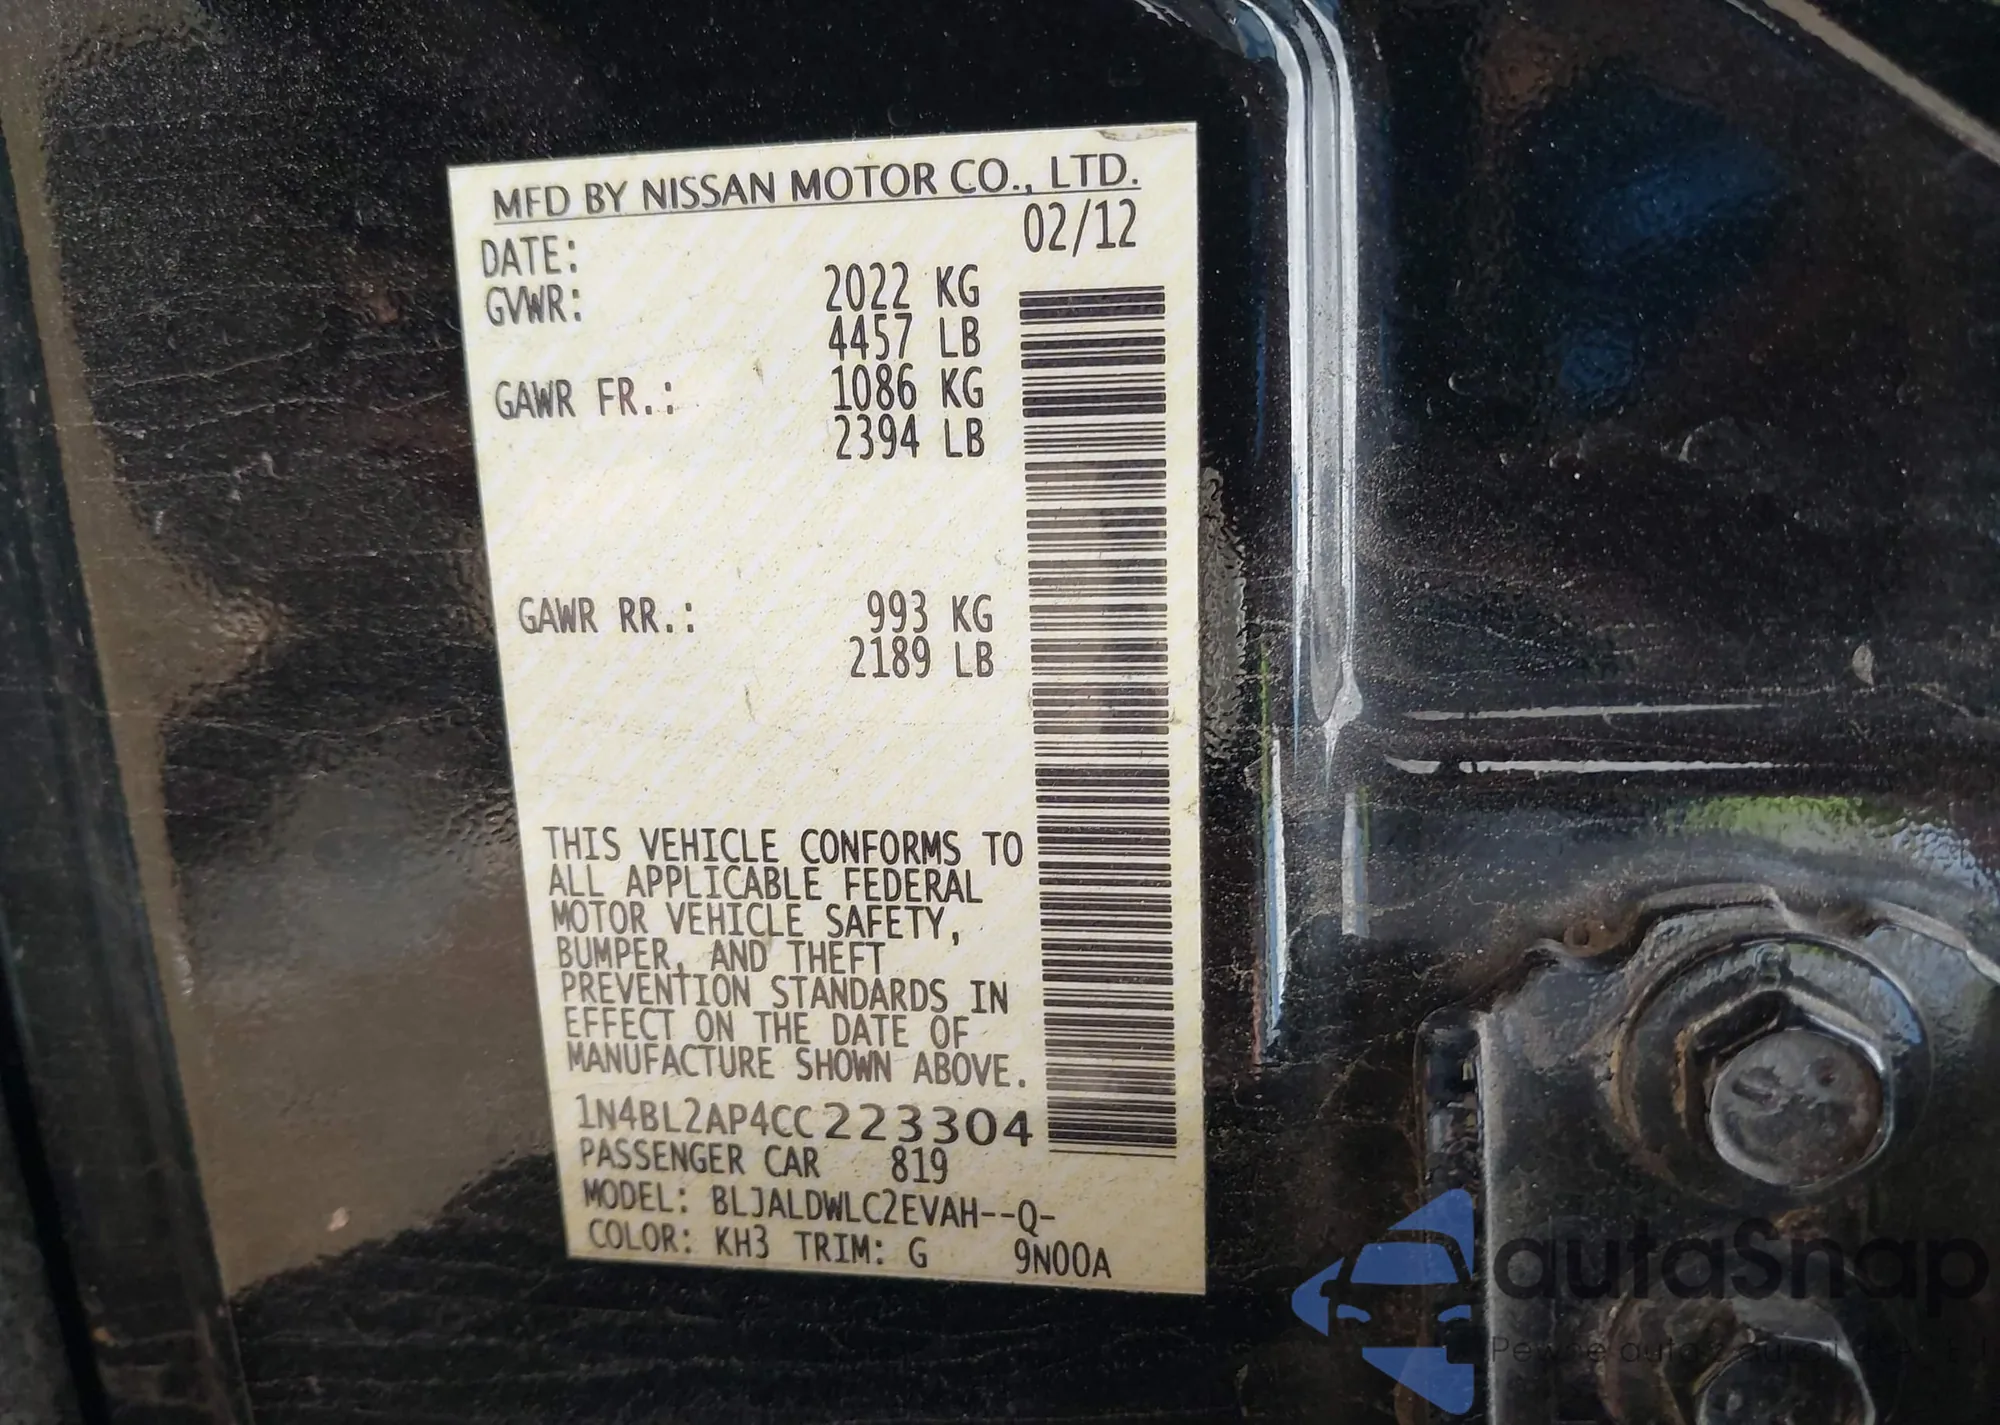 MFD BY NISSAN MOTOR CO., LTD.
DATE: 02/12
GVWR: 2022 KG
4457 LB
GAWR FR.: 1086 KG
2394 LB
GAWR RR.: 993 KG
2189 LB
THIS VEHICLE CONFORMS TO
ALL APPLICABLE FEDERAL
MOTOR VEHICLE SAFETY,
BUMPER, AND THEFT
PREVENTION STANDARDS IN
EFFECT ON THE DATE OF
MANUFACTURE SHOWN ABOVE.
1N4BL2AP4CC223304
PASSENGER CAR 819
MODEL: BLJALDWLC2EVAH--Q-
COLOR: KH3 TRIM: G 9N00A
autaSnap